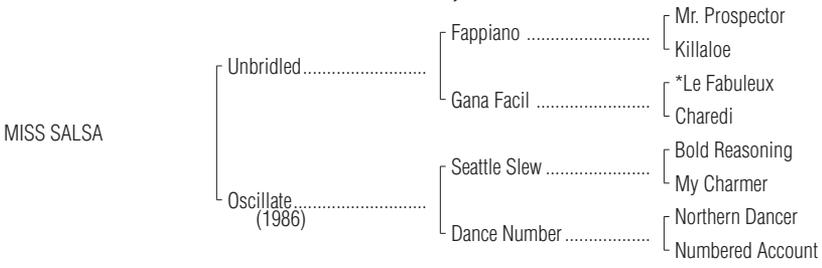 Mr. Prospector
Fappiano ..........................
Killaloe
Unbridled..........................
*Le Fabuleux
Gana Facil ........................
Charedi
MISS SALSA
Bold Reasoning
Seattle Slew ......................
My Charmer
Oscillate............................
(1986)
Northern Dancer
Dance Number ..................
Numbered Account